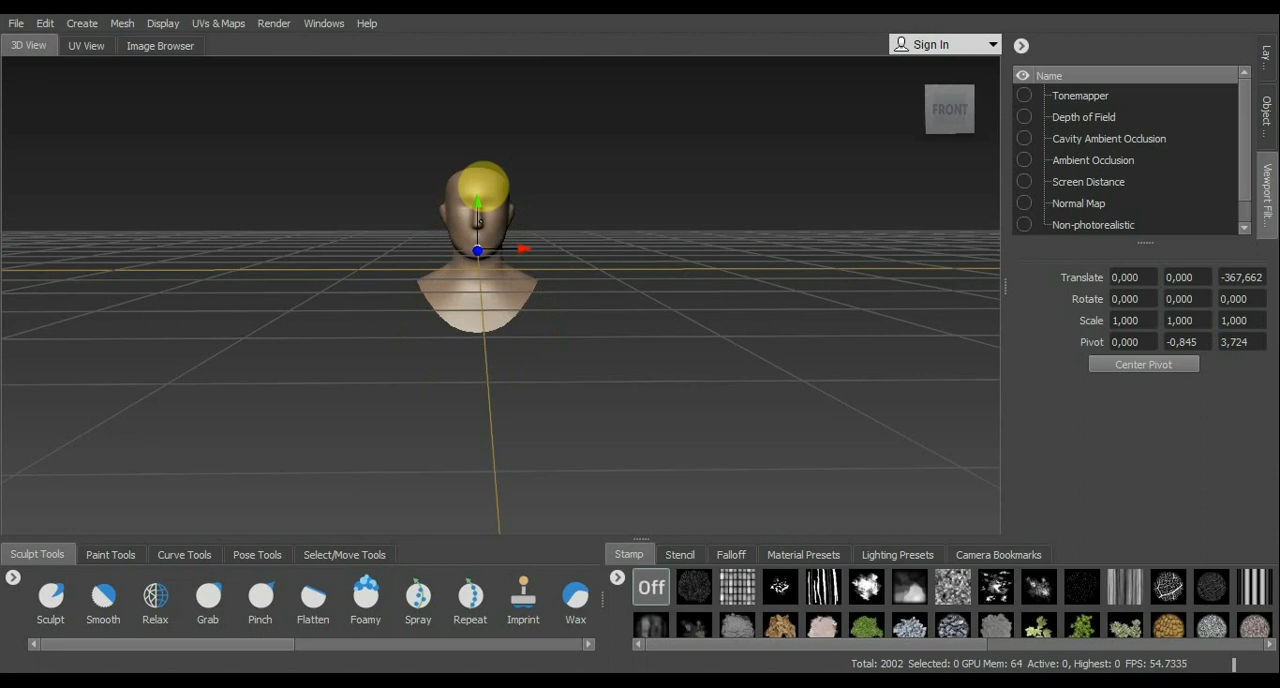 File Edit Create Mesh Display UVs & Maps Render Windows Help
3D View UV View Image Browser Sign In
FRONT
Name
Tonemapper
Depth of Field
Cavity Ambient Occlusion
Ambient Occlusion
Screen Distance
Normal Map
Non-photorealistic
Lay...
Object ...
Viewport Filt...
Translate 0,000 0,000 -367,662
Rotate 0,000 0,000 0,000
Scale 1,000 1,000 1,000
Pivot 0,000 -0,845 3,724
Center Pivot
Sculpt Tools Paint Tools Curve Tools Pose Tools Select/Move Tools
Stamp Stencil Falloff Material Presets Lighting Presets Camera Bookmarks
Off
Sculpt Smooth Relax Grab Pinch Flatten Foamy Spray Repeat Imprint Wax
Total: 2002 Selected: 0 GPU Mem: 64 Active: 0, Highest: 0 FPS: 54.7335